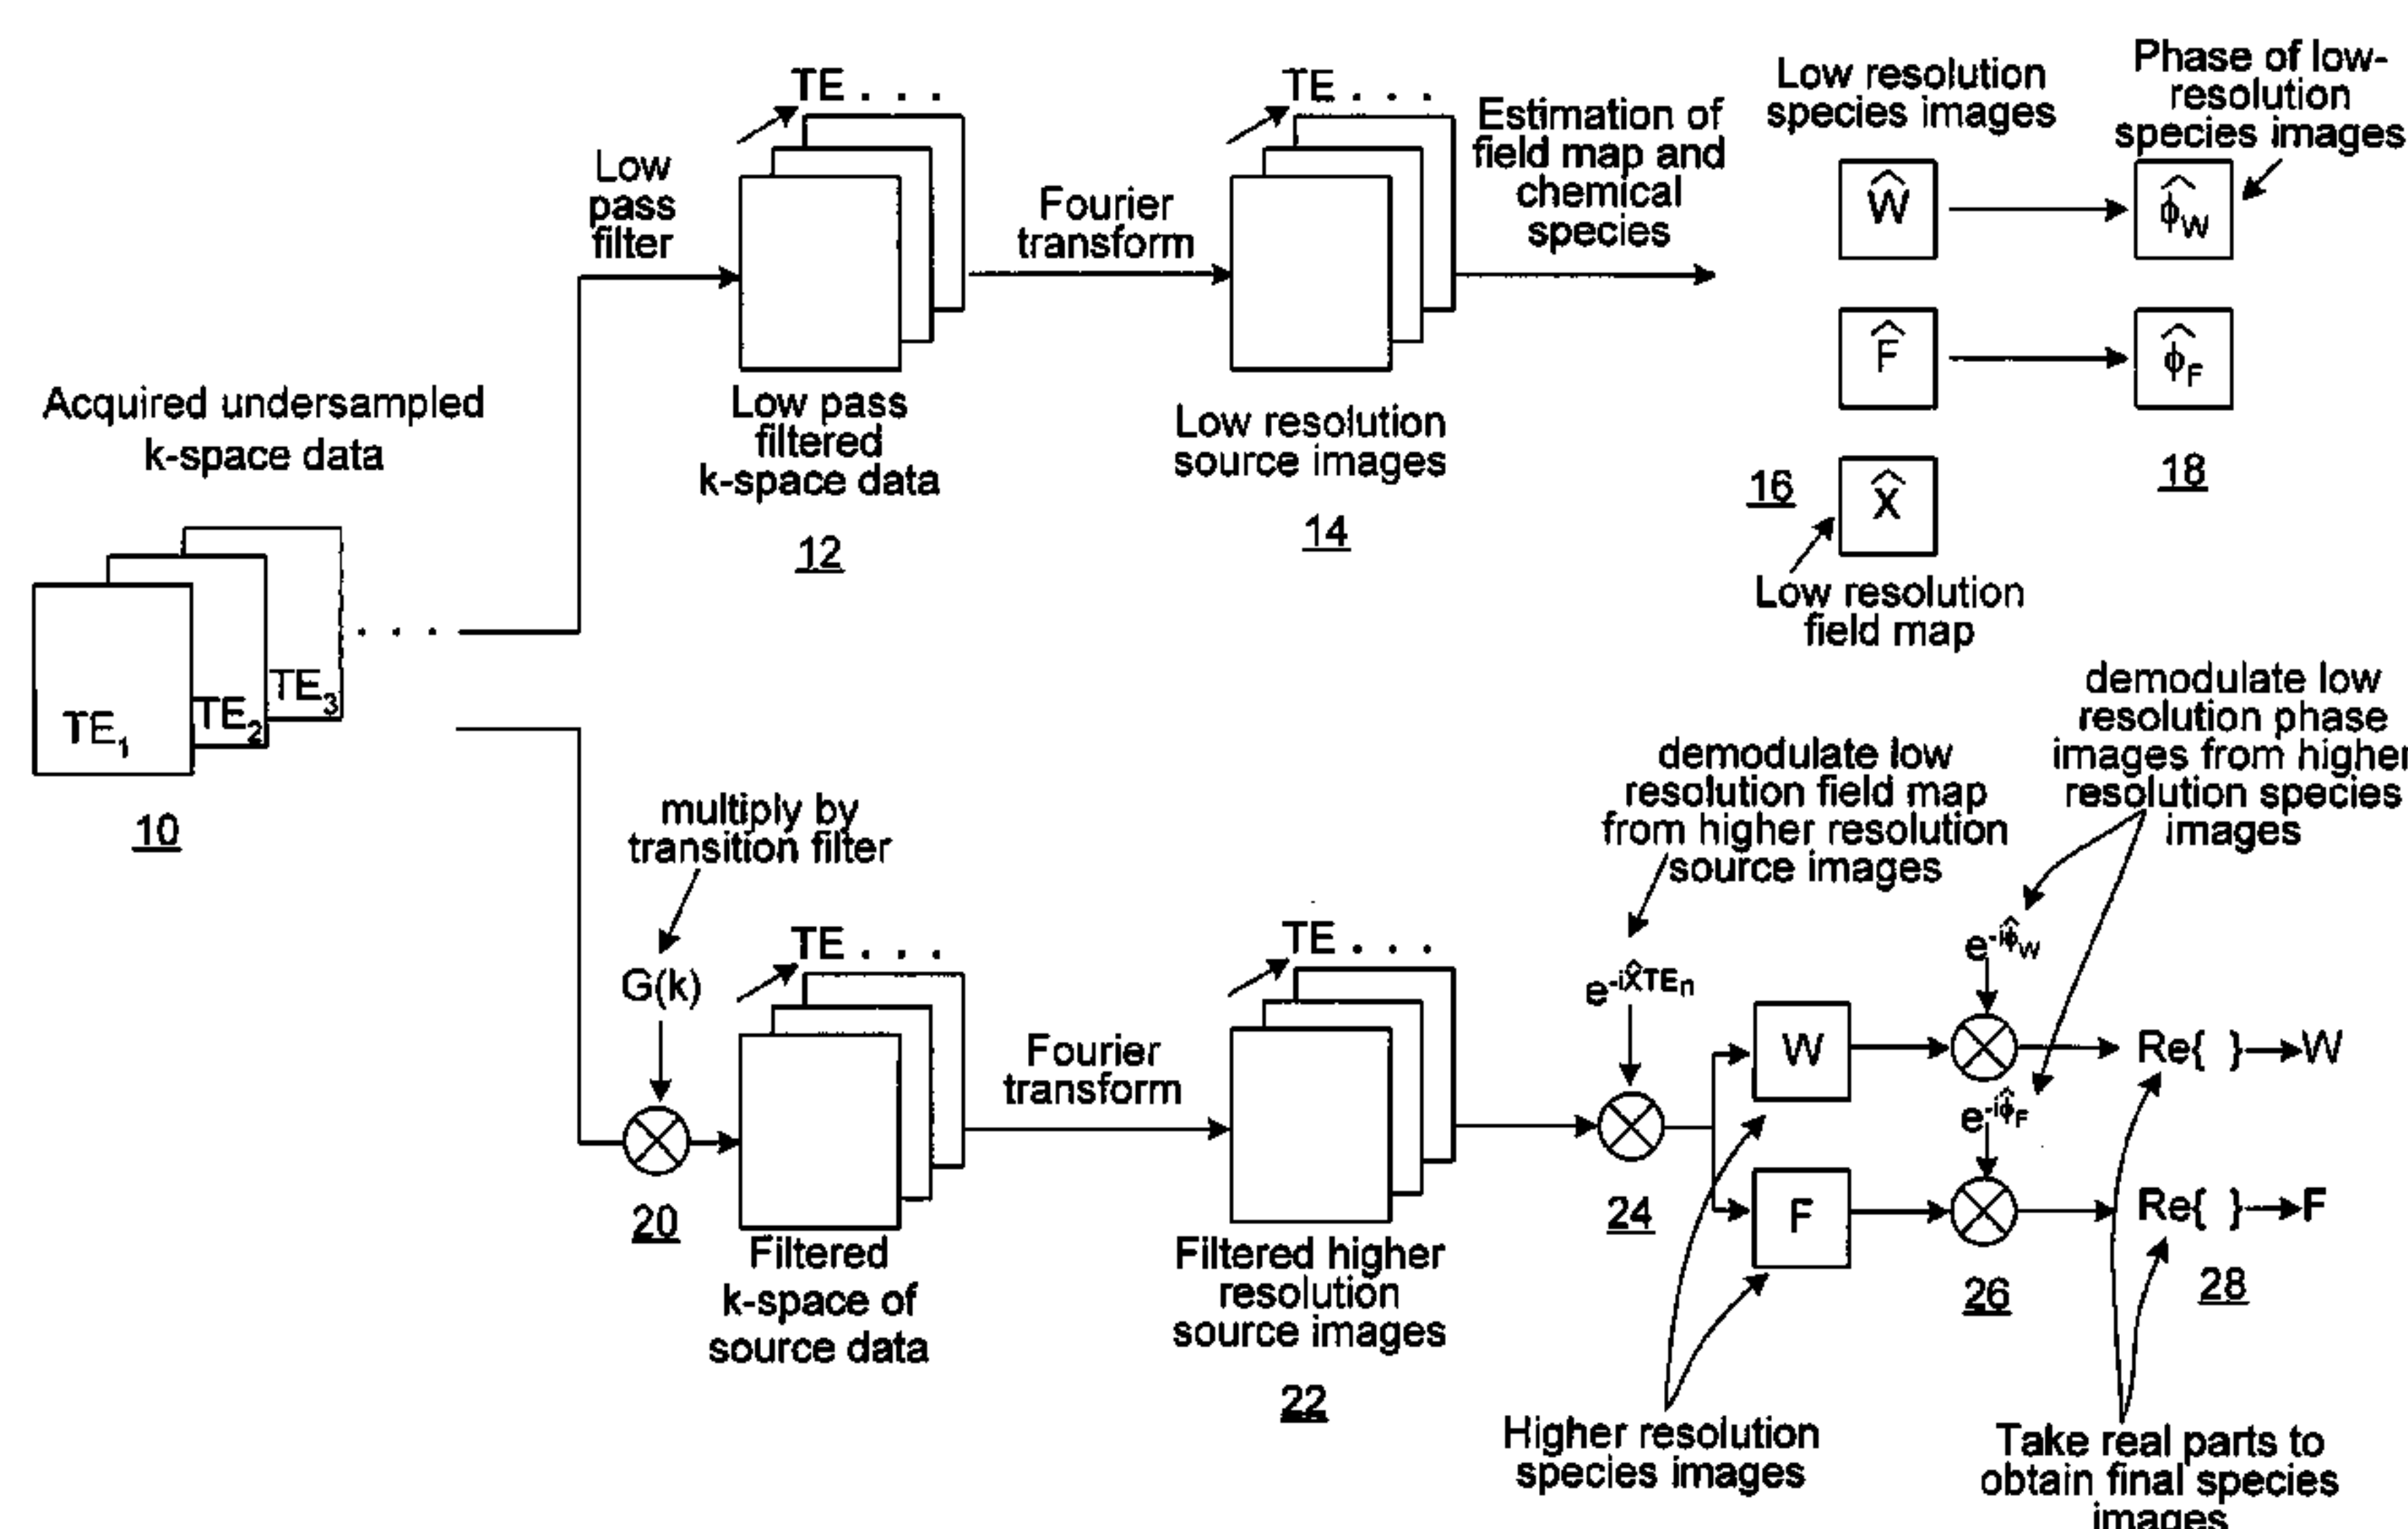 Acquired undersampled
k-space data
TE1
TE2
TE3
. . .
10
Low
pass
filter
TE . . .
Low pass
filtered
k-space data
12
Fourier
transform
TE . . .
Low resolution
source images
14
Estimation of
field map and
chemical
species
Low resolution
species images
Ŵ
F̂
X̂
16
Low resolution
field map
Phase of low-
resolution
species images
ϕ̂W
ϕ̂F
18
multiply by
transition filter
G(k)
20
TE . . .
Filtered
k-space of
source data
Fourier
transform
TE . . .
Filtered higher
resolution
source images
22
demodulate low
resolution field map
from higher resolution
source images
e-iX̂TEn
24
W
F
Higher resolution
species images
demodulate low
resolution phase
images from higher
resolution species
images
e-iϕ̂W
e-iϕ̂F
26
Re{ } W
Re{ } F
28
Take real parts to
obtain final species
images